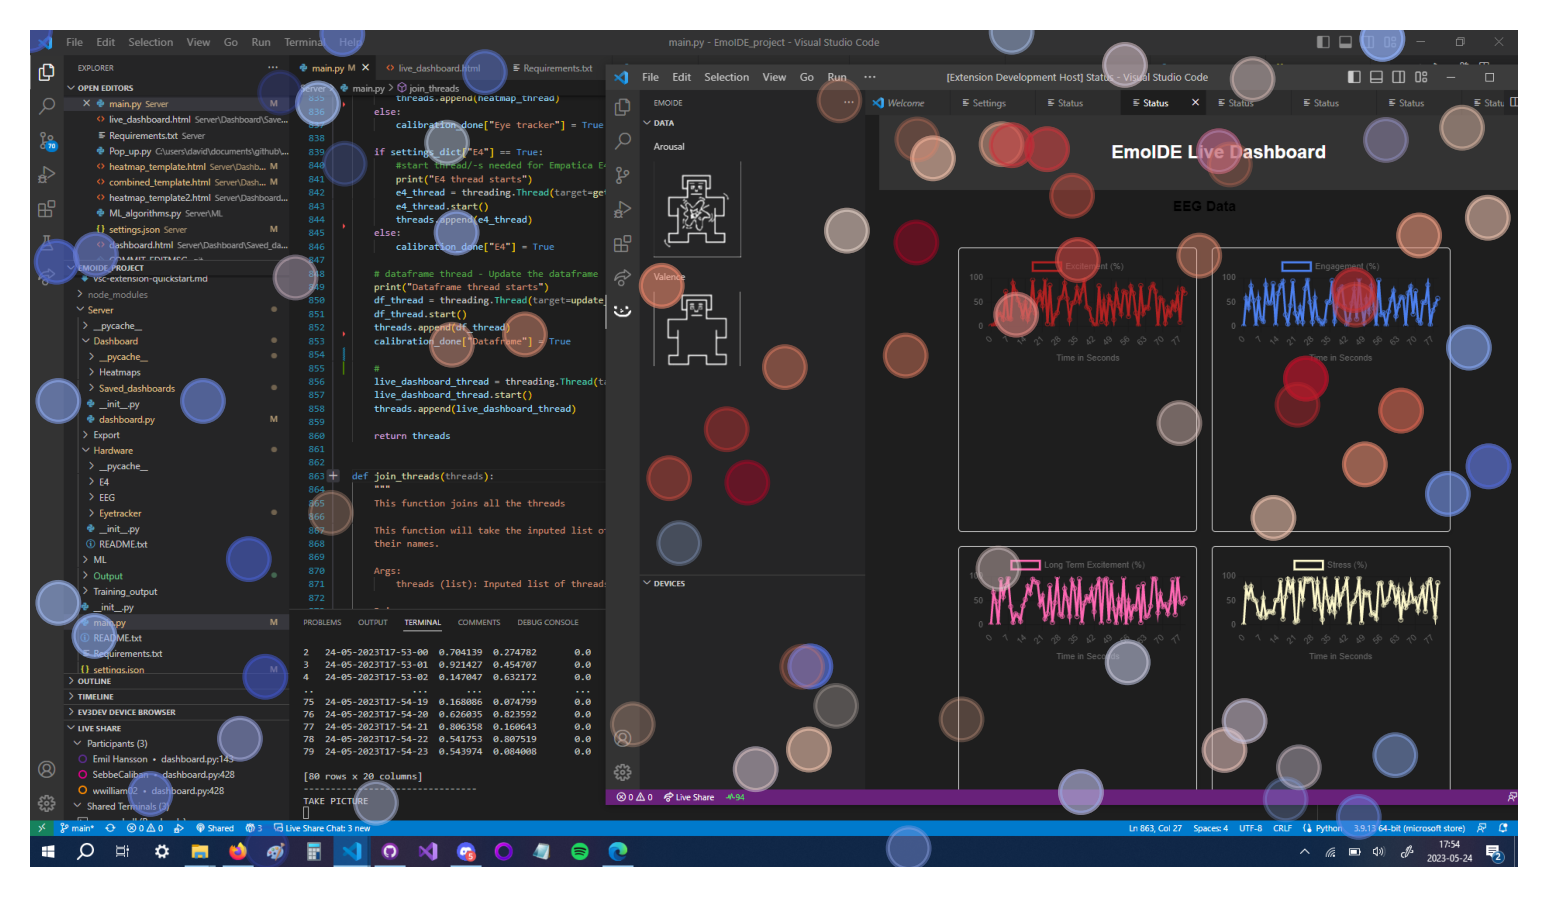 File Edit Selection View Go Run Terminal Help
main.py - EmoIDE_project - Visual Studio Code
EXPLORER
OPEN EDITORS
main.py Server M
live_dashboard.html Server\Dashboard\Save...
Requirements.txt Server
Pop_up.py C:\users\david\documents\github\...
heatmap_template.html Server\Dashb... M
combined_template.html Server\Dash... M
heatmap_template2.html Server\Dashboard...
ML_algorithms.py Server\ML
settings.json Server M
dashboard.html Server\Dashboard\Saved_da...
EMOIDE_PROJECT
vsc-extension-quickstart.md
node_modules
Server
__pycache__
Dashboard
__pycache__
Heatmaps
Saved_dashboards
__init__.py
dashboard.py M
Export
Hardware
__pycache__
E4
EEG
Eyetracker
__init__.py
README.txt
ML
Output
Training_output
__init__.py
main.py M
README.txt
Requirements.txt
settings.json M
OUTLINE
TIMELINE
EV3DEV DEVICE BROWSER
LIVE SHARE
Participants (3)
Emil Hansson • dashboard.py:143
SebbeCaliban • dashboard.py:428
wwilliam02 • dashboard.py:428
Shared Terminals (3)
main.py M
live_dashboard.html
Requirements.txt
Server > main.py > join_threads
835 threads.append(heatmap_thread)
836 else:
837 calibration_done["Eye tracker"] = True
838
839 if settings_dict["E4"] == True:
840 #start thread/-s needed for Empatica E4
841 print("E4 thread starts")
842 e4_thread = threading.Thread(target=get
843 e4_thread.start()
844 threads.append(e4_thread)
845 else:
846 calibration_done["E4"] = True
847
848 # dataframe thread - Update the dataframe
849 print("Dataframe thread starts")
850 df_thread = threading.Thread(target=update
851 df_thread.start()
852 threads.append(df_thread)
853 calibration_done["Dataframe"] = True
854
855 #
856 live_dashboard_thread = threading.Thread(ta
857 live_dashboard_thread.start()
858 threads.append(live_dashboard_thread)
859
860 return threads
861
862
863 def join_threads(threads):
864 """
865 This function joins all the threads
866
867 This function will take the inputed list of
868 their names.
869
870 Args:
871 threads (list): Inputed list of threads
872
PROBLEMS OUTPUT TERMINAL COMMENTS DEBUG CONSOLE
2 24-05-2023T17-53-00 0.704139 0.274782 0.0
3 24-05-2023T17-53-01 0.921427 0.454707 0.0
4 24-05-2023T17-53-02 0.147047 0.632172 0.0
.. ... ... ... ...
75 24-05-2023T17-54-19 0.168086 0.074799 0.0
76 24-05-2023T17-54-20 0.626035 0.823592 0.0
77 24-05-2023T17-54-21 0.806358 0.160643 0.0
78 24-05-2023T17-54-22 0.541753 0.807519 0.0
79 24-05-2023T17-54-23 0.543974 0.084008 0.0
[80 rows x 20 columns]
--------------------------------
TAKE PICTURE
File Edit Selection View Go Run ...
[Extension Development Host] Status - Visual Studio Code
EMOIDE
DATA
Arousal
Valence
DEVICES
Welcome Settings Status Status Status Status Status Statu
EmoIDE Live Dashboard
EEG Data
Excitement (%)
100
50
0
0 7 14 21 28 35 42 49 56 63 70 77
Time in Seconds
Engagement (%)
100
50
0
0 7 14 21 28 35 42 49 56 63 70 77
Time in Seconds
Long Term Excitement (%)
100
50
0
0 7 14 21 28 35 42 49 56 63 70 77
Time in Seconds
Stress (%)
100
50
0
0 7 14 21 28 35 42 49 56 63 70 77
Time in Seconds
0 0 Live Share 94
main* 0 0 Shared 3 Live Share Chat: 3 new
Ln 863, Col 27 Spaces: 4 UTF-8 CRLF Python 3.9.13 64-bit (microsoft store)
17:54
2023-05-24